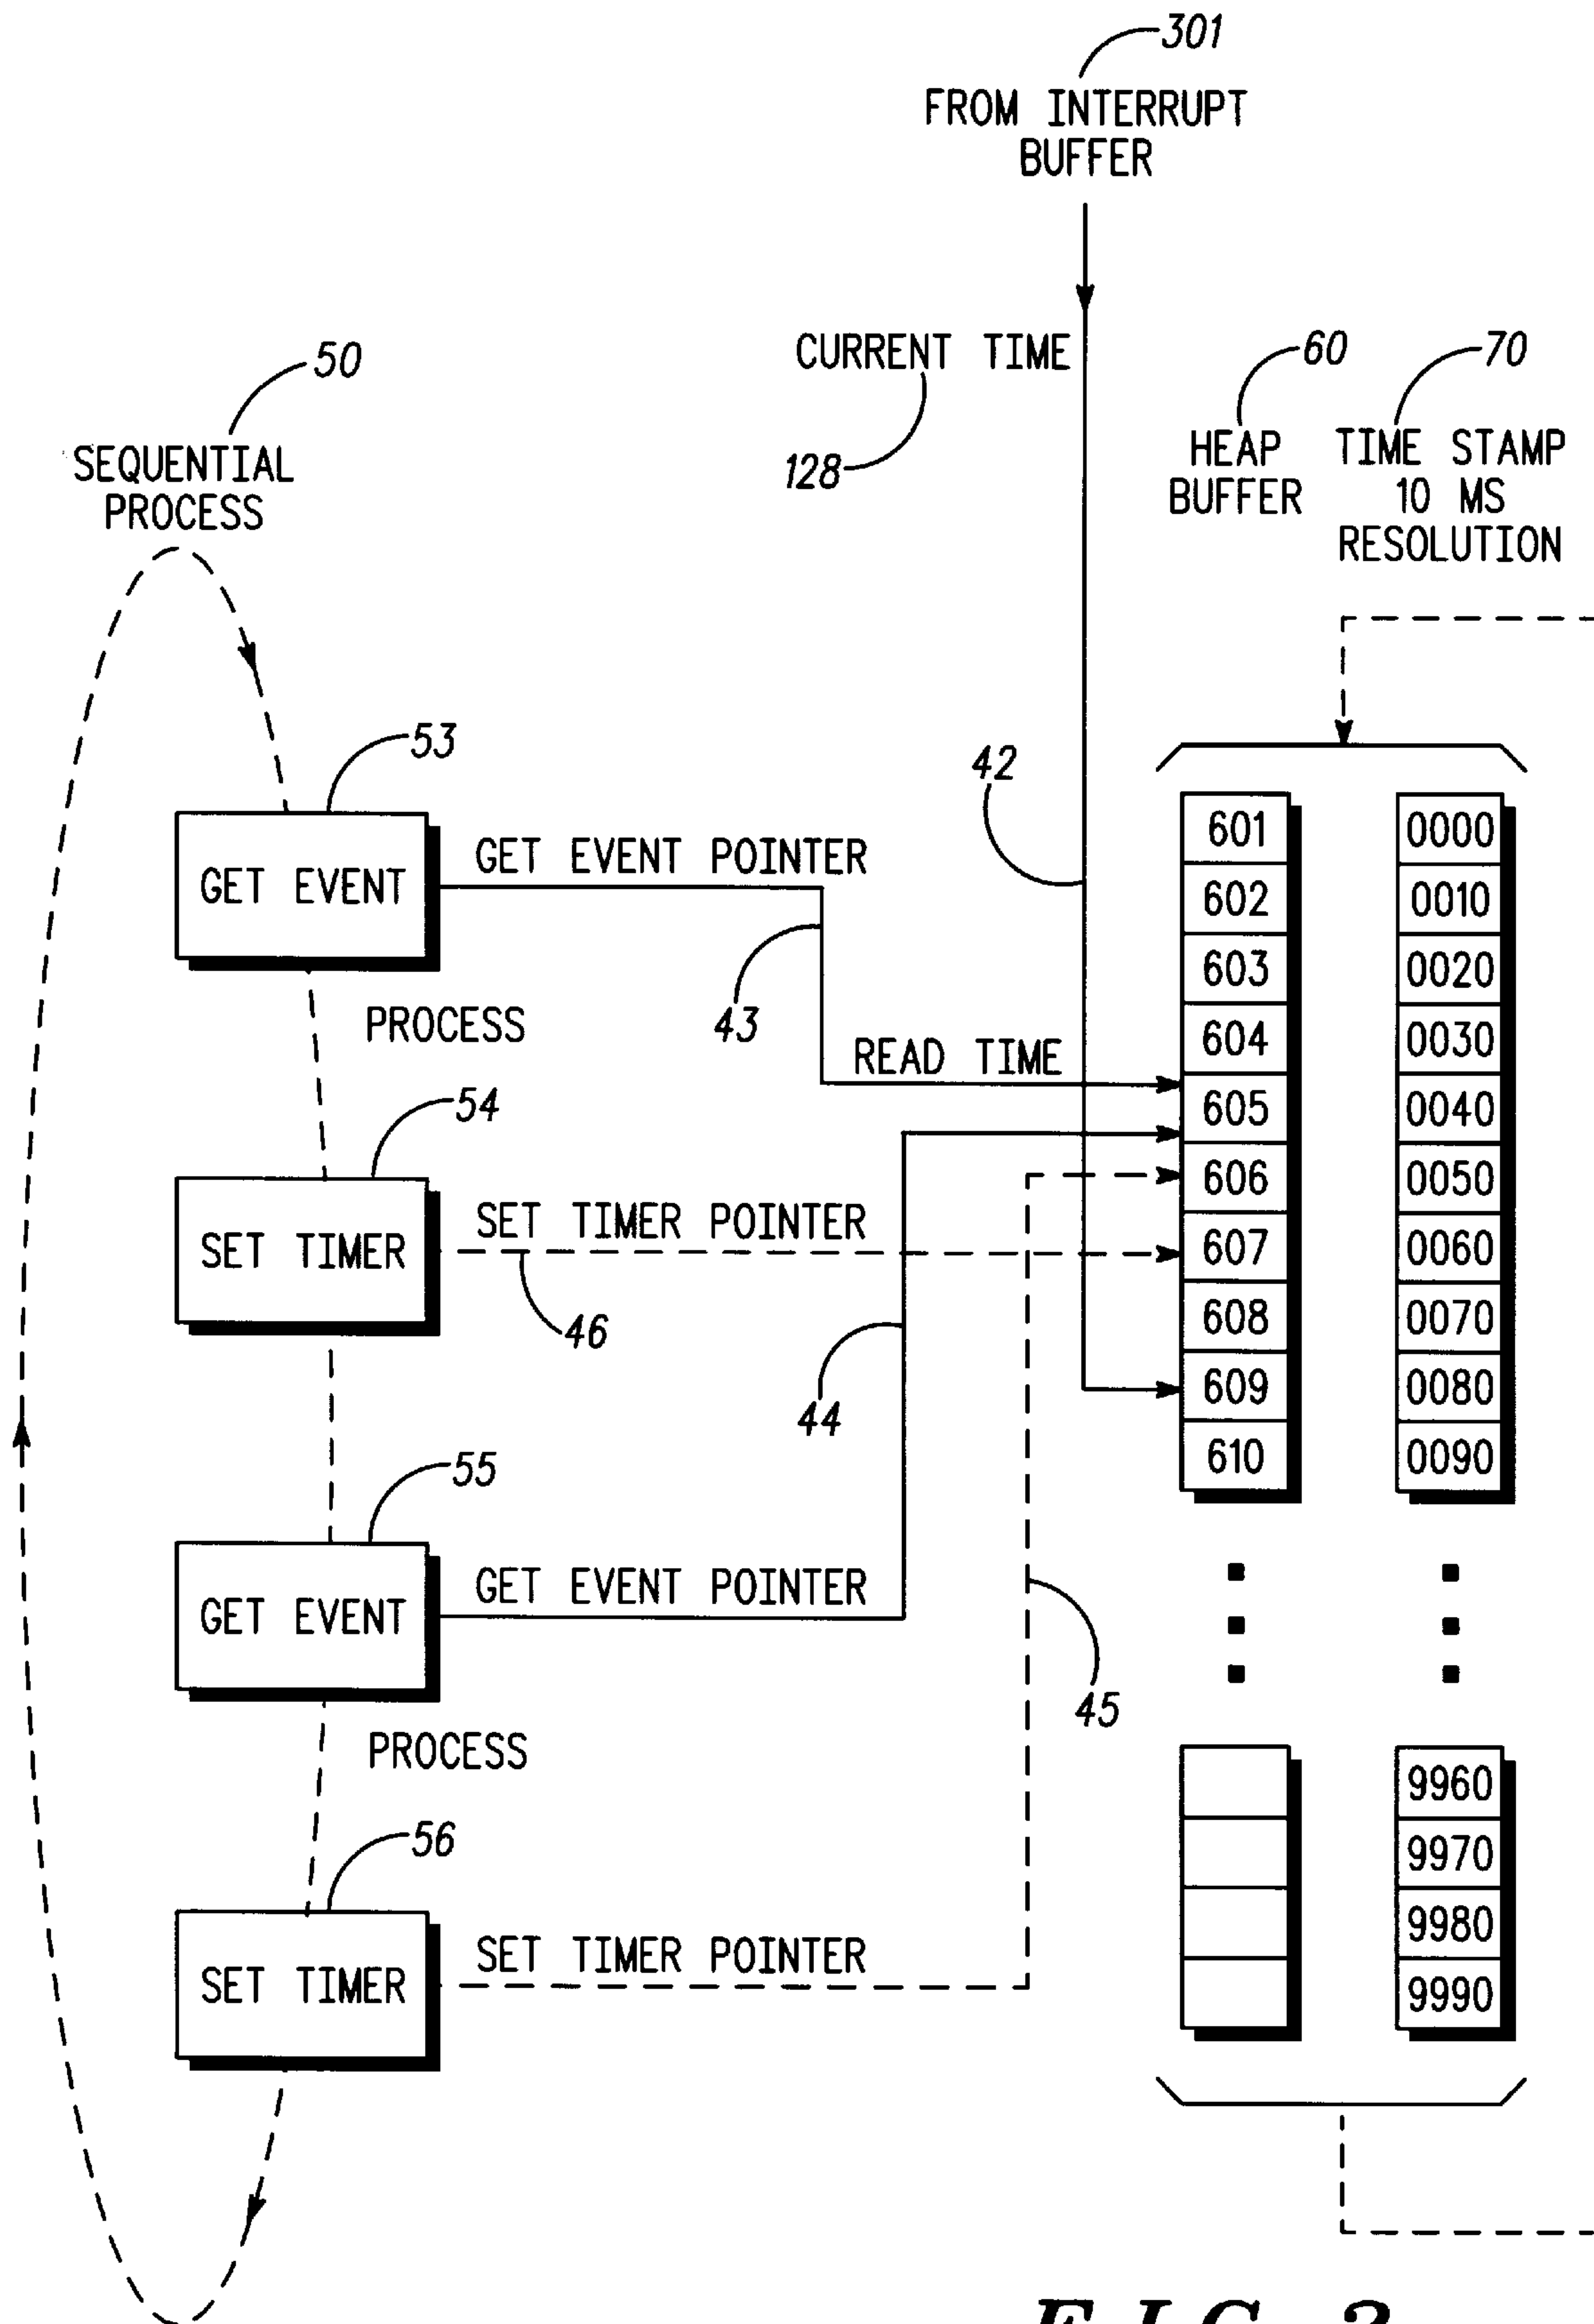 301
FROM INTERRUPT
BUFFER
CURRENT TIME
128
50
SEQUENTIAL
PROCESS
60
HEAP
BUFFER
70
TIME STAMP
10 MS
RESOLUTION
53
GET EVENT
GET EVENT POINTER
43
READ TIME
42
PROCESS
54
SET TIMER
SET TIMER POINTER
46
44
55
GET EVENT
GET EVENT POINTER
45
PROCESS
56
SET TIMER
SET TIMER POINTER
601 0000
602 0010
603 0020
604 0030
605 0040
606 0050
607 0060
608 0070
609 0080
610 0090
9960
9970
9980
9990